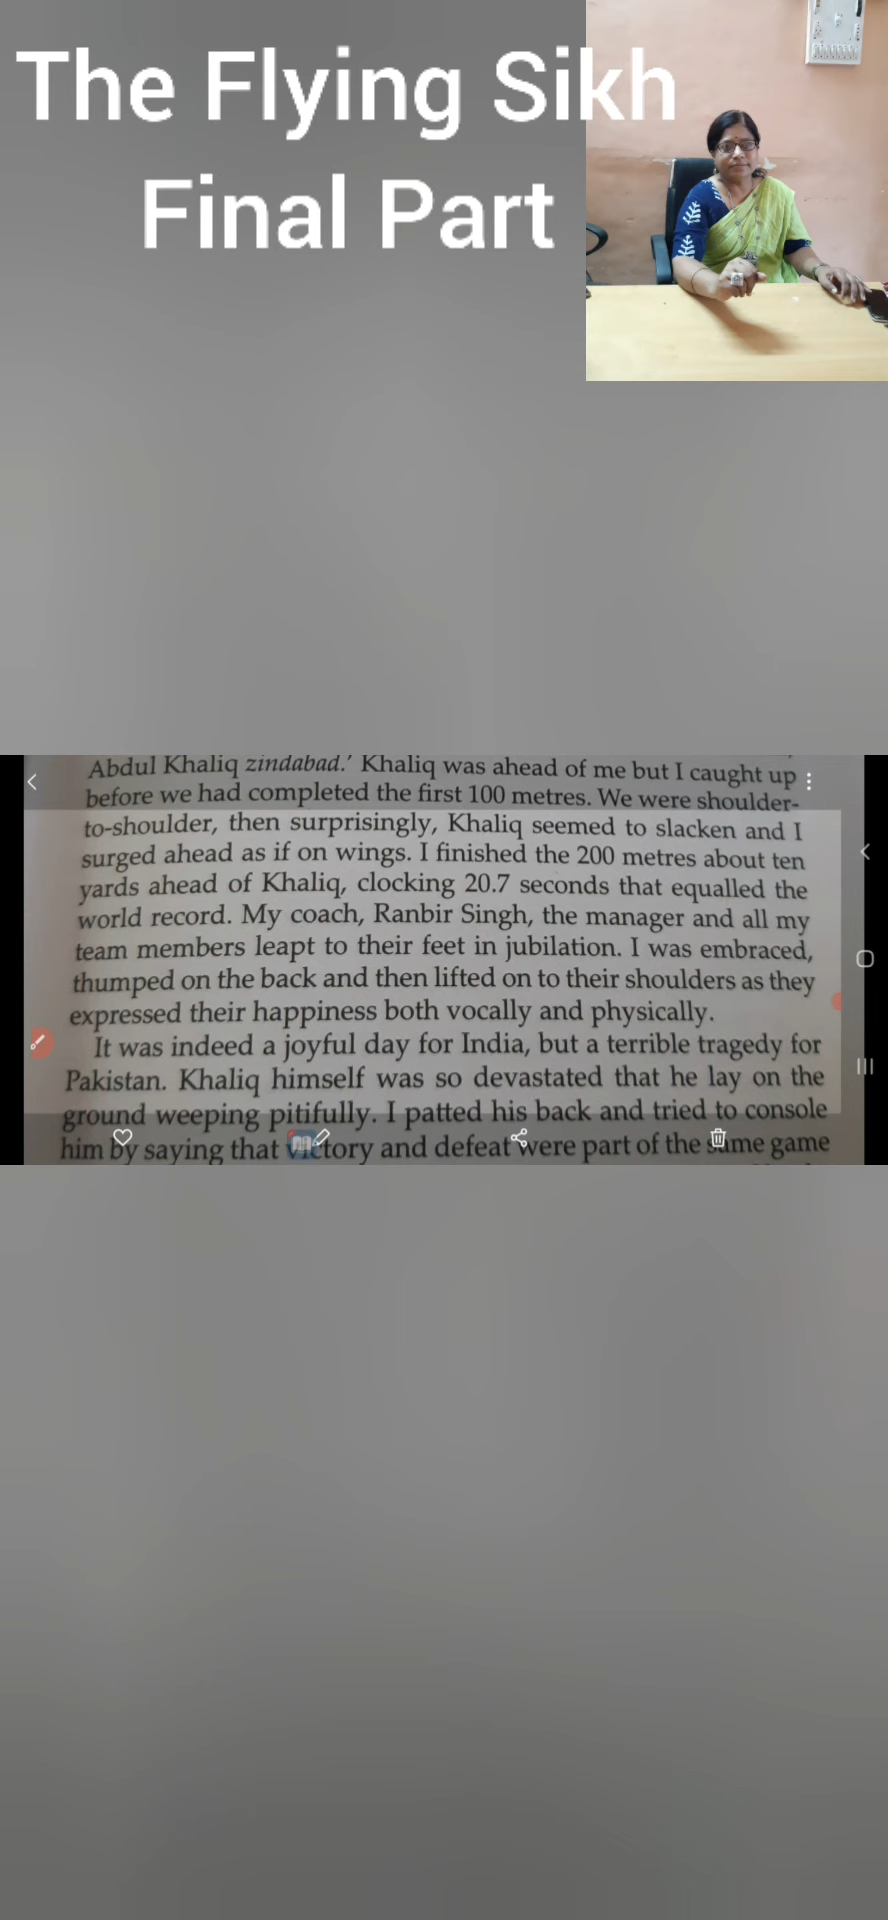 The Flying Sikh
Final Part
Abdul Khaliq zindabad.' Khaliq was ahead of me but I caught up
before we had completed the first 100 metres. We were shoulder-
to-shoulder, then surprisingly, Khaliq seemed to slacken and I
surged ahead as if on wings. I finished the 200 metres about ten
yards ahead of Khaliq, clocking 20.7 seconds that equalled the
world record. My coach, Ranbir Singh, the manager and all my
team members leapt to their feet in jubilation. I was embraced,
thumped on the back and then lifted on to their shoulders as they
expressed their happiness both vocally and physically.
It was indeed a joyful day for India, but a terrible tragedy for
Pakistan. Khaliq himself was so devastated that he lay on the
ground weeping pitifully. I patted his back and tried to console
him by saying that victory and defeat were part of the same game